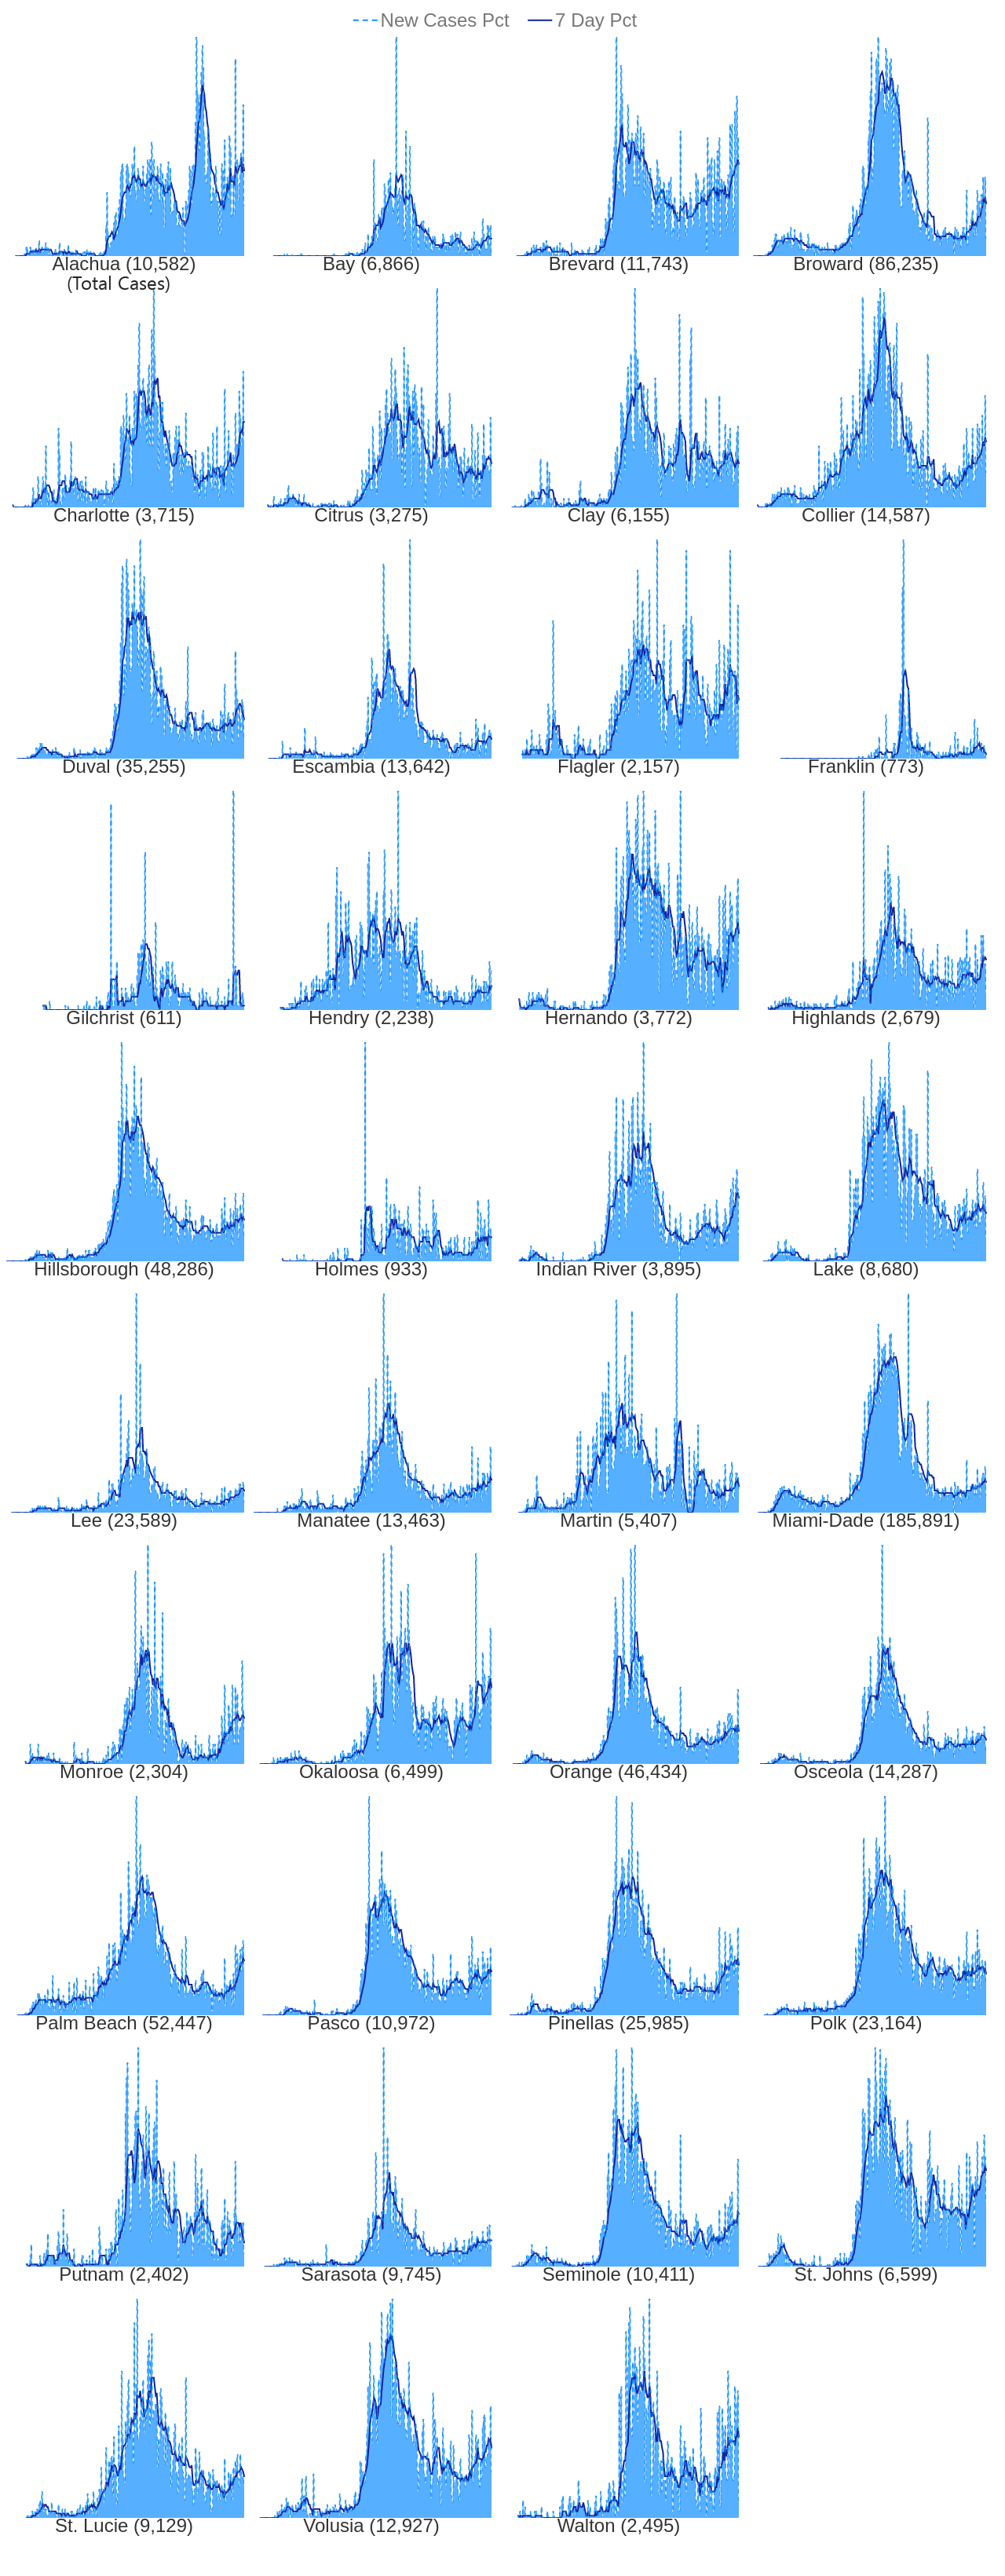 New Cases Pct 7 Day Pct
Alachua (10,582) Bay (6,866) Brevard (11,743) Broward (86,235)
(Total Cases)
Charlotte (3,715) Citrus (3,275) Clay (6,155) Collier (14,587)
Duval (35,255) Escambia (13,642) Flagler (2,157) Franklin (773)
Gilchrist (611) Hendry (2,238) Hernando (3,772) Highlands (2,679)
Hillsborough (48,286) Holmes (933) Indian River (3,895) Lake (8,680)
Lee (23,589) Manatee (13,463) Martin (5,407) Miami-Dade (185,891)
Monroe (2,304) Okaloosa (6,499) Orange (46,434) Osceola (14,287)
Palm Beach (52,447) Pasco (10,972) Pinellas (25,985) Polk (23,164)
Putnam (2,402) Sarasota (9,745) Seminole (10,411) St. Johns (6,599)
St. Lucie (9,129) Volusia (12,927) Walton (2,495)